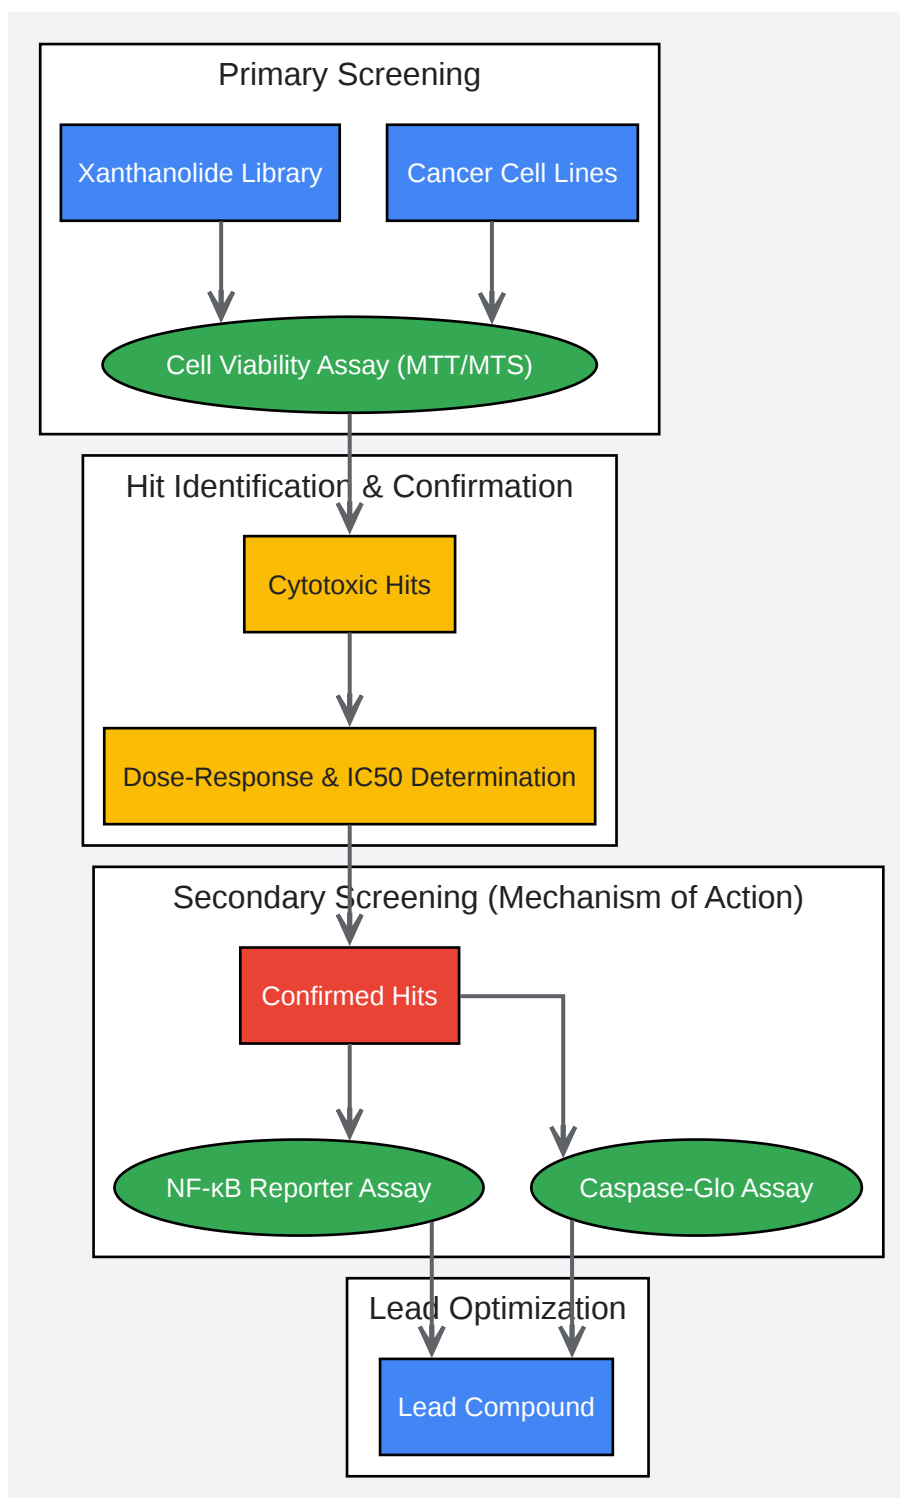 Primary Screening
Xanthanolide Library
Cancer Cell Lines
Cell Viability Assay (MTT/MTS)
Hit Identification & Confirmation
Cytotoxic Hits
Dose-Response & IC50 Determination
Secondary Screening (Mechanism of Action)
Confirmed Hits
NF-κB Reporter Assay
Caspase-Glo Assay
Lead Optimization
Lead Compound